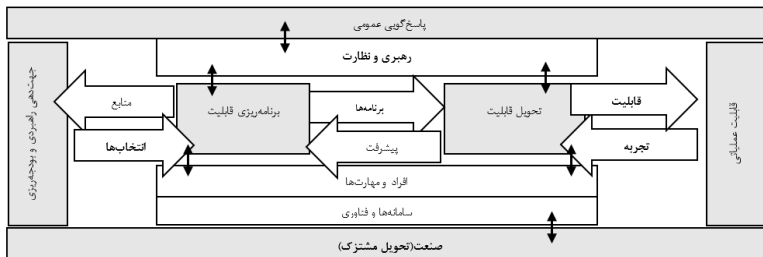 پاسخ‌گویی عمومی
رهبری و نظارت
قابلیت عملیاتی
قابلیت
تجربه
تحویل قابلیت
برنامه‌ها
پیشرفت
برنامه‌ریزی قابلیت
منابع
انتخاب‌ها
جهت‌دهی راهبردی و بودجه‌ریزی
افراد و مهارت‌ها
سامانه‌ها و فناوری
صنعت(تحویل مشترک)